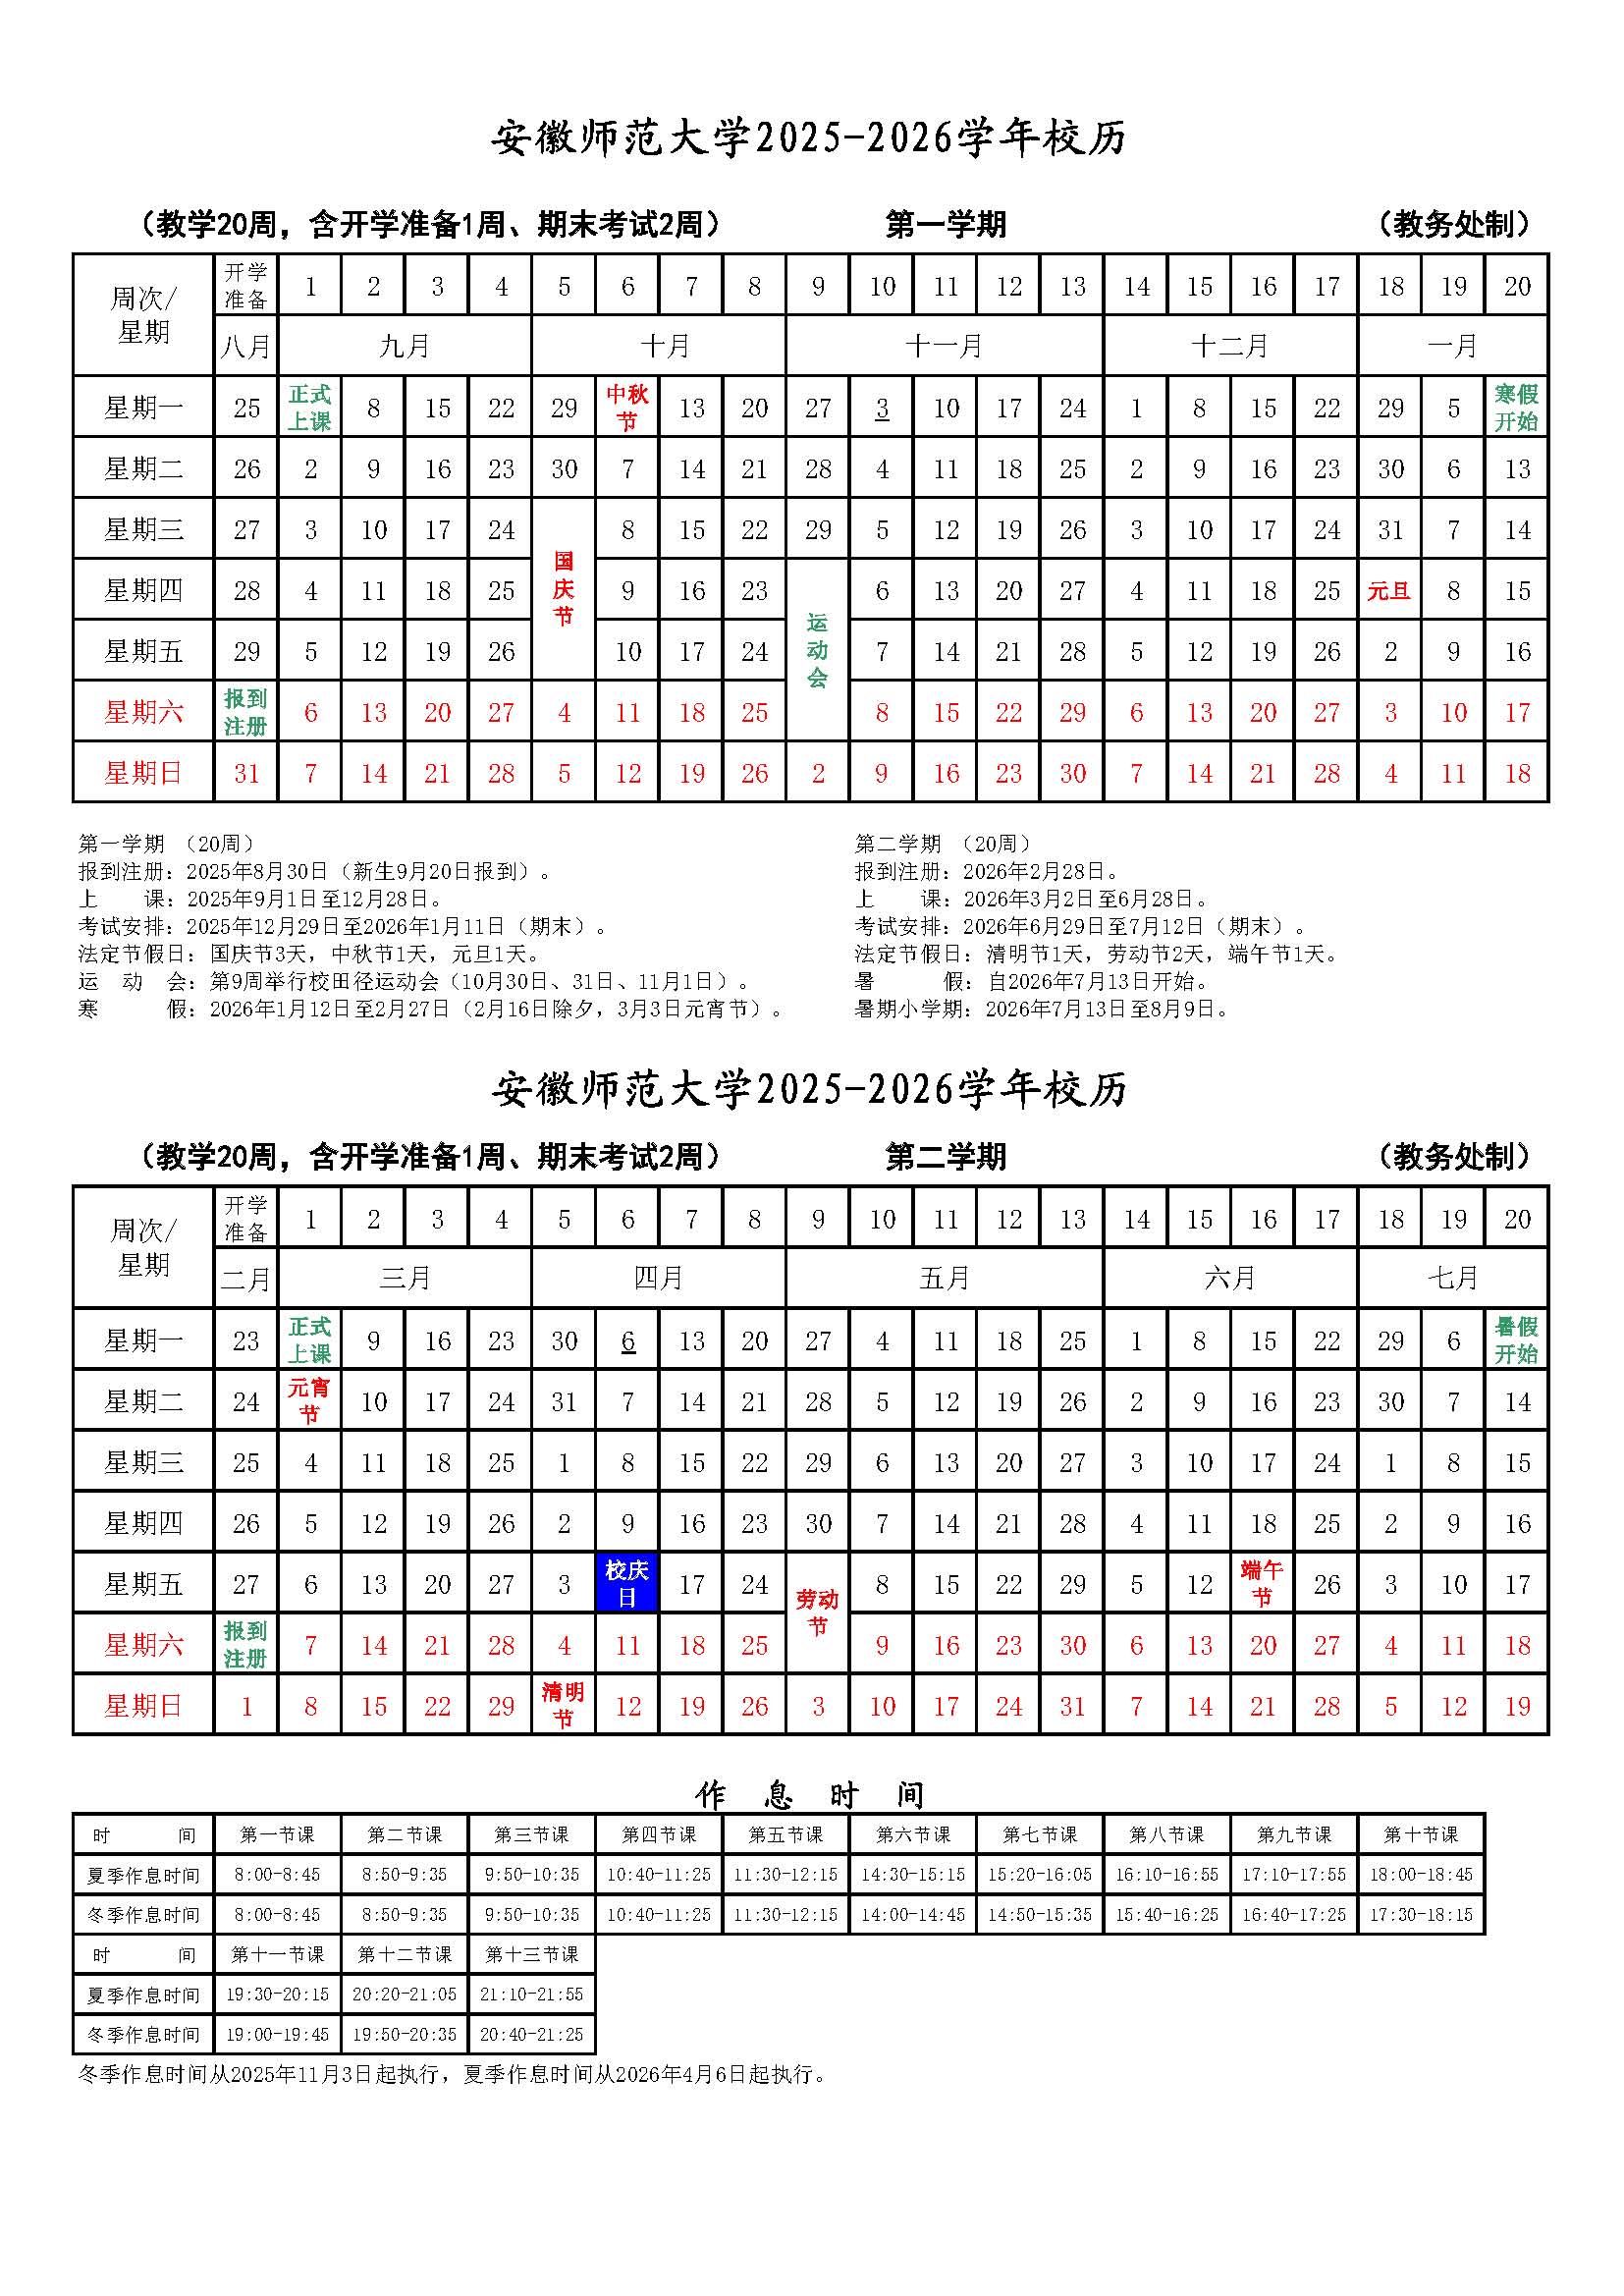 安徽师范大学2025-2026学年校历
（教学20周，含开学准备1周、期末考试2周） 第一学期 （教务处制）
周次/星期 开学准备 1 2 3 4 5 6 7 8 9 10 11 12 13 14 15 16 17 18 19 20
八月 九月 十月 十一月 十二月 一月
星期一 25 正式上课 8 15 22 29 中秋节 13 20 27 3 10 17 24 1 8 15 22 29 5 寒假开始
星期二 26 2 9 16 23 30 7 14 21 28 4 11 18 25 2 9 16 23 30 6 13
星期三 27 3 10 17 24 国庆节 8 15 22 29 5 12 19 26 3 10 17 24 31 7 14
星期四 28 4 11 18 25 9 16 23 运动会 6 13 20 27 4 11 18 25 元旦 8 15
星期五 29 5 12 19 26 10 17 24 7 14 21 28 5 12 19 26 2 9 16
星期六 报到注册 6 13 20 27 4 11 18 25 8 15 22 29 6 13 20 27 3 10 17
星期日 31 7 14 21 28 5 12 19 26 2 9 16 23 30 7 14 21 28 4 11 18
第一学期 （20周）
报到注册：2025年8月30日（新生9月20日报到）。
上 课：2025年9月1日至12月28日。
考试安排：2025年12月29日至2026年1月11日（期末）。
法定节假日：国庆节3天，中秋节1天，元旦1天。
运 动 会：第9周举行校田径运动会（10月30日、31日、11月1日）。
寒 假：2026年1月12日至2月27日（2月16日除夕，3月3日元宵节）。
第二学期 （20周）
报到注册：2026年2月28日。
上 课：2026年3月2日至6月28日。
考试安排：2026年6月29日至7月12日（期末）。
法定节假日：清明节1天，劳动节2天，端午节1天。
暑 假：自2026年7月13日开始。
暑期小学期：2026年7月13日至8月9日。
安徽师范大学2025-2026学年校历
（教学20周，含开学准备1周、期末考试2周） 第二学期 （教务处制）
周次/星期 开学准备 1 2 3 4 5 6 7 8 9 10 11 12 13 14 15 16 17 18 19 20
二月 三月 四月 五月 六月 七月
星期一 23 正式上课 9 16 23 30 6 13 20 27 4 11 18 25 1 8 15 22 29 6 暑假开始
星期二 24 元宵节 10 17 24 31 7 14 21 28 5 12 19 26 2 9 16 23 30 7 14
星期三 25 4 11 18 25 1 8 15 22 29 6 13 20 27 3 10 17 24 1 8 15
星期四 26 5 12 19 26 2 9 16 23 30 7 14 21 28 4 11 18 25 2 9 16
星期五 27 6 13 20 27 3 校庆日 17 24 劳动节 8 15 22 29 5 12 端午节 26 3 10 17
星期六 报到注册 7 14 21 28 4 11 18 25 9 16 23 30 6 13 20 27 4 11 18
星期日 1 8 15 22 29 清明节 12 19 26 3 10 17 24 31 7 14 21 28 5 12 19
作 息 时 间
时 间 第一节课 第二节课 第三节课 第四节课 第五节课 第六节课 第七节课 第八节课 第九节课 第十节课
夏季作息时间 8:00-8:45 8:50-9:35 9:50-10:35 10:40-11:25 11:30-12:15 14:30-15:15 15:20-16:05 16:10-16:55 17:10-17:55 18:00-18:45
冬季作息时间 8:00-8:45 8:50-9:35 9:50-10:35 10:40-11:25 11:30-12:15 14:00-14:45 14:50-15:35 15:40-16:25 16:40-17:25 17:30-18:15
时 间 第十一节课 第十二节课 第十三节课
夏季作息时间 19:30-20:15 20:20-21:05 21:10-21:55
冬季作息时间 19:00-19:45 19:50-20:35 20:40-21:25
冬季作息时间从2025年11月3日起执行，夏季作息时间从2026年4月6日起执行。